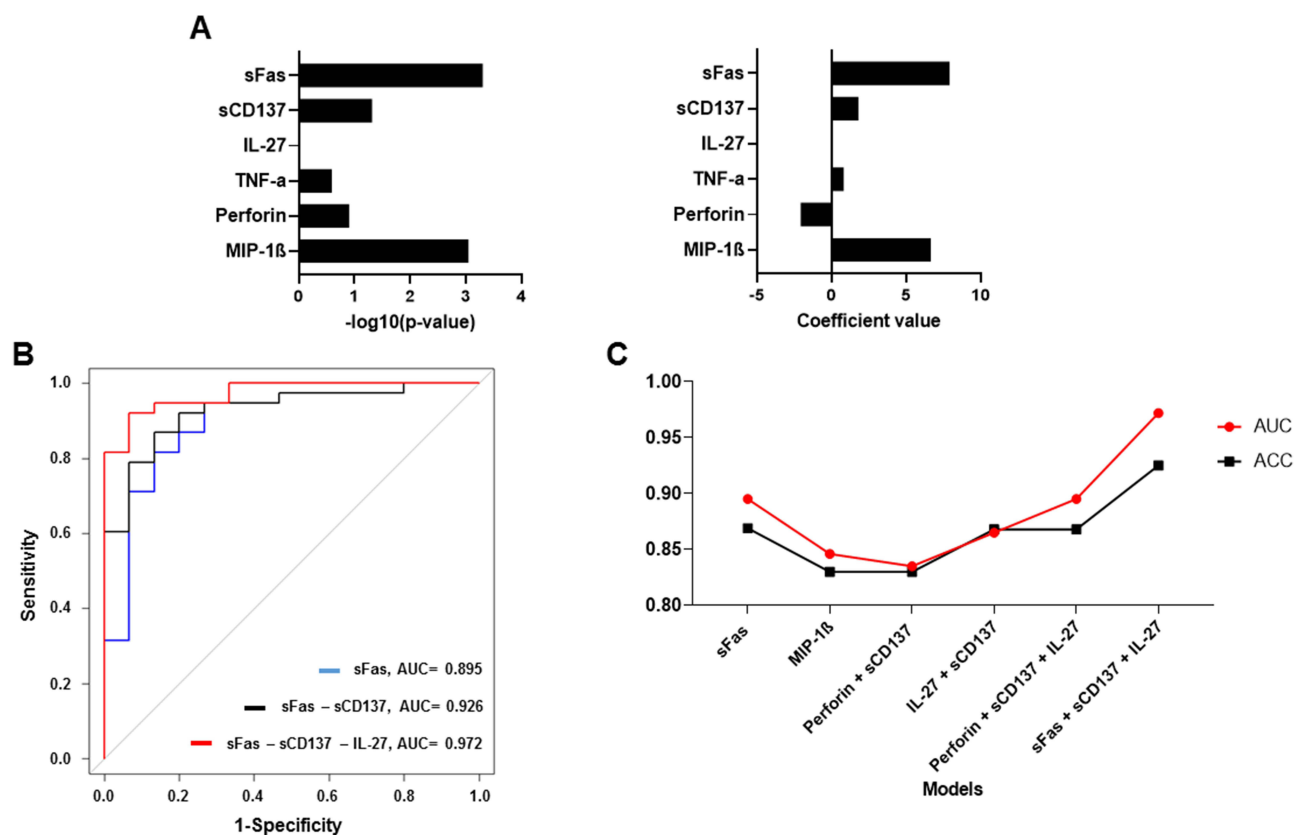 A
sFas
sCD137
IL-27
TNF-a
Perforin
MIP-1ß
0 1 2 3 4
-log10(p-value)
sFas
sCD137
IL-27
TNF-a
Perforin
MIP-1ß
-5 0 5 10
Coefficient value
B
1.0
0.8
0.6
0.4
0.2
0.0
Sensitivity
sFas, AUC= 0.895
sFas – sCD137, AUC= 0.926
sFas – sCD137 – IL-27, AUC= 0.972
0.0 0.2 0.4 0.6 0.8 1.0
1-Specificity
C
1.00
0.95
0.90
0.85
0.80
AUC
ACC
sFas
MIP-1ß
Perforin + sCD137
IL-27 + sCD137
Perforin + sCD137 + IL-27
sFas + sCD137 + IL-27
Models